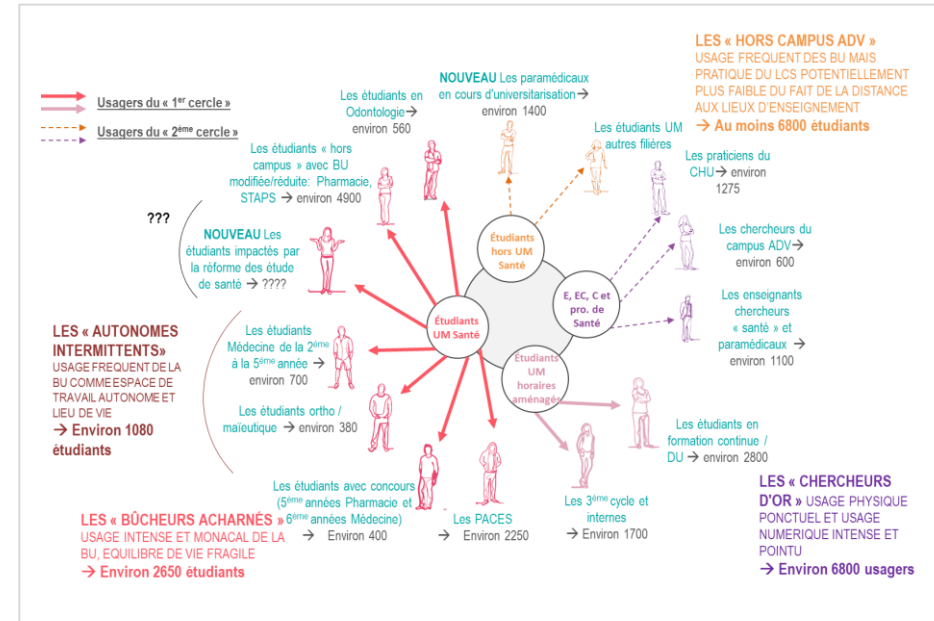 LES « HORS CAMPUS ADV »
USAGE FREQUENT DES BU MAIS
PRATIQUE DU LCS POTENTIELLEMENT
PLUS FAIBLE DU FAIT DE LA DISTANCE
AUX LIEUX D'ENSEIGNEMENT
→ Au moins 6800 étudiants
Usagers du « 1er cercle »
Usagers du « 2ème cercle »
NOUVEAU Les paramédicaux
en cours d'universitarisation →
environ 1400
Les étudiants en
Odontologie →
environ 560
Les étudiants UM
autres filières
Les étudiants « hors
campus » avec BU
modifiée/réduite: Pharmacie,
STAPS → environ 4900
Les praticiens du
CHU → environ
1275
???
NOUVEAU Les
étudiants impactés par
la réforme des étude
de santé → ????
Les chercheurs du
campus ADV →
environ 600
Étudiants
hors UM
Santé
E, EC, C et
pro. de
Santé
Étudiants
UM Santé
Étudiants
UM
horaires
aménagés
Les enseignants
chercheurs
« santé » et
paramédicaux →
environ 1100
LES « AUTONOMES
INTERMITTENTS»
USAGE FREQUENT DE LA
BU COMME ESPACE DE
TRAVAIL AUTONOME ET
LIEU DE VIE
→ Environ 1080
étudiants
Les étudiants
Médecine de la 2ème
à la 5ème année →
environ 700
Les étudiants ortho /
maïeutique → environ 380
Les étudiants en
formation continue /
DU → environ 2800
Les étudiants avec concours
(5ème années Pharmacie et
6ème années Médecine)
→ Environ 400
Les PACES
→ Environ 2250
Les 3ème cycle et
internes
→ Environ 1700
LES « BÛCHEURS ACHARNÉS »
USAGE INTENSE ET MONACAL DE LA
BU, EQUILIBRE DE VIE FRAGILE
→ Environ 2650 étudiants
LES « CHERCHEURS
D'OR » USAGE PHYSIQUE
PONCTUEL ET USAGE
NUMERIQUE INTENSE ET
POINTU
→ Environ 6800 usagers